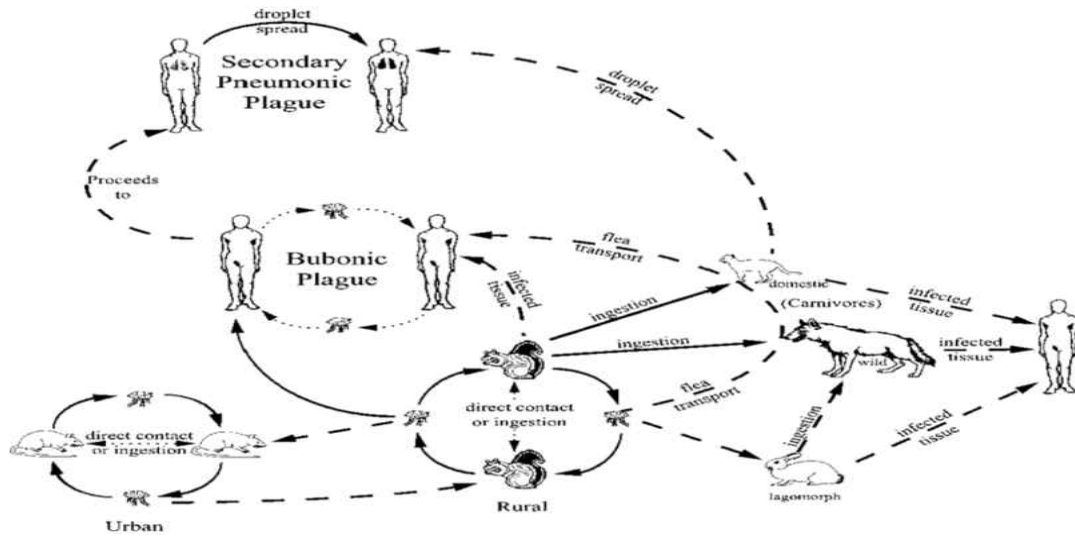 droplet
spread
Secondary
Pneumonic
Plague
droplet
spread
Proceeds
to
Bubonic
Plague
flea
transport
infected
tissue
domestic
(Carnivores)
infected
tissue
ingestion
ingestion
wild
infected
tissue
direct contact
or ingestion
flea
transport
direct contact
or ingestion
ingestion
infected
tissue
lagomorph
Rural
Urban